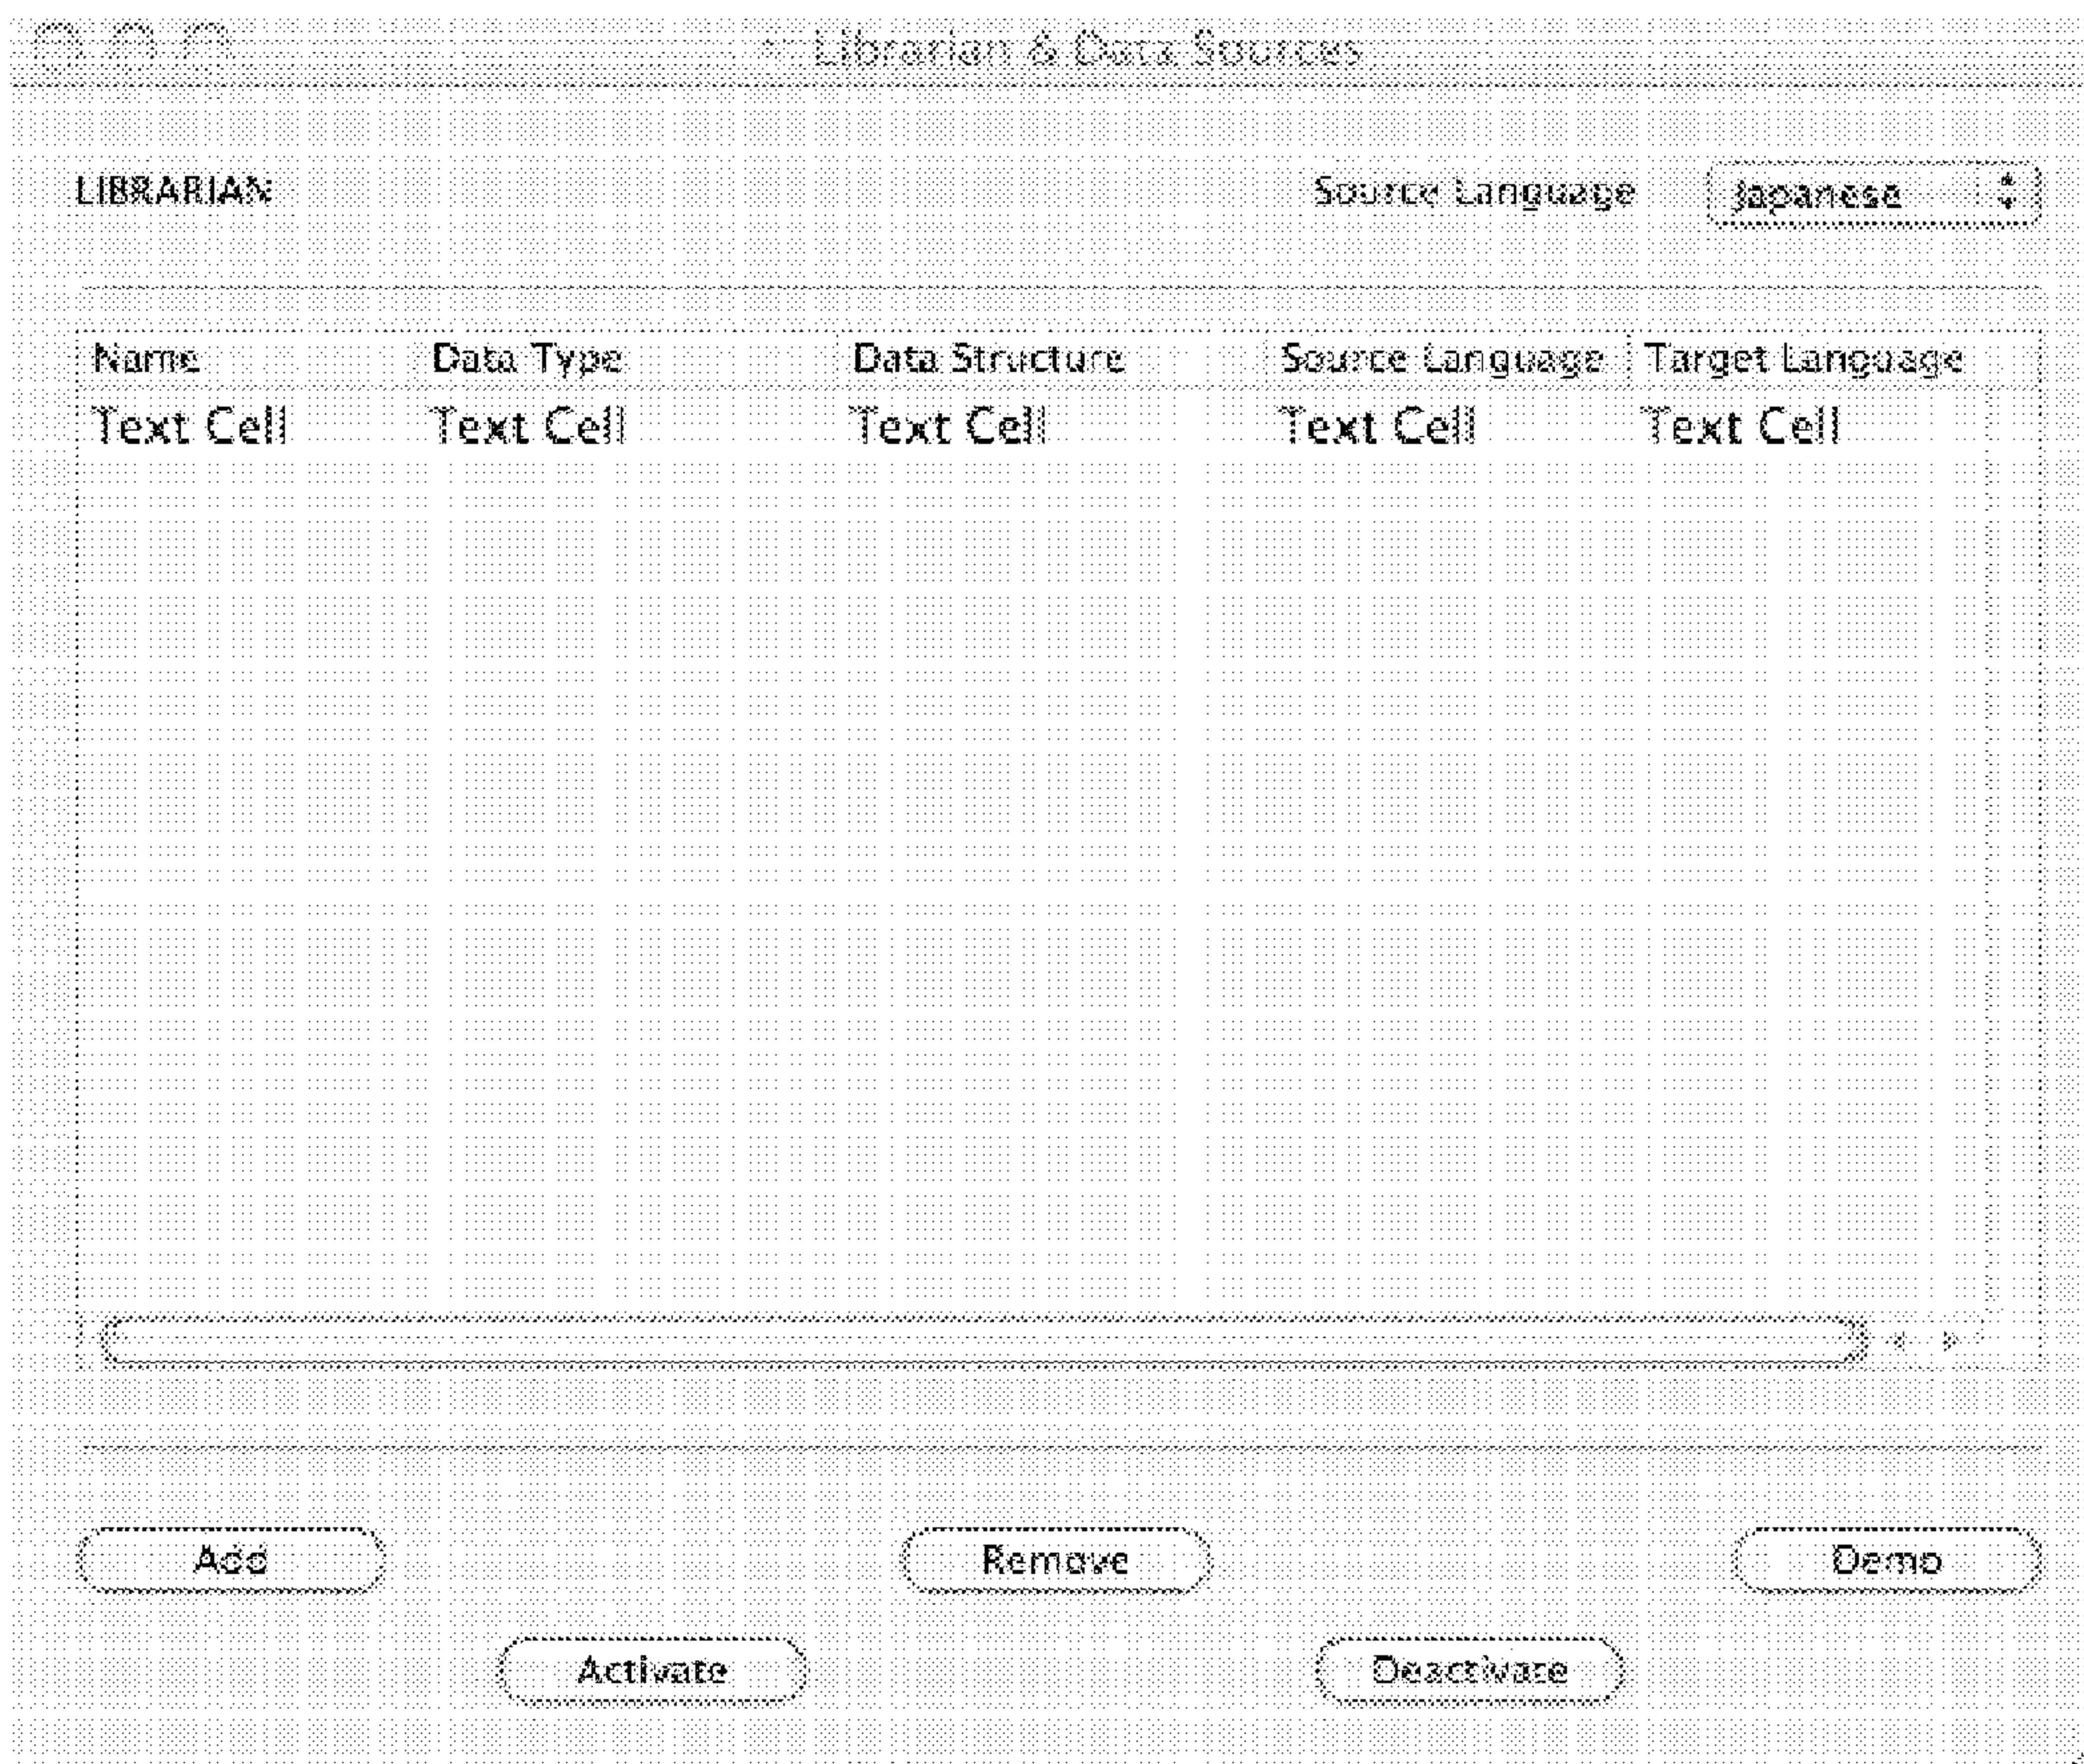 Librarian & Data Sources
LIBRARIAN Source Language Japanese
Name Data Type Data Structure Source Language Target Language
Text Cell Text Cell Text Cell Text Cell Text Cell
Add Remove Demo
Activate Deactivate